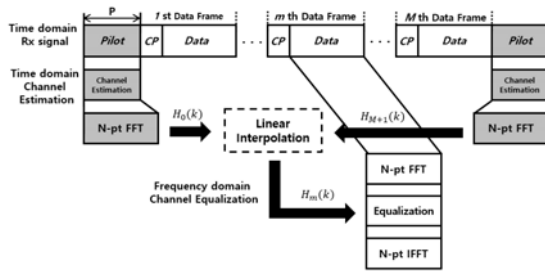 P
1 st Data Frame
m th Data Frame
M th Data Frame
Time domain
Rx signal
Pilot
CP
Data
. . .
CP
Data
. . .
CP
Data
Pilot
Time domain
Channel
Estimation
Channel
Estimation
Channel
Estimation
N-pt FFT
H₀(k)
Linear
Interpolation
H_{M+1}(k)
N-pt FFT
Frequency domain
Channel Equalization
H_m(k)
N-pt FFT
Equalization
N-pt IFFT